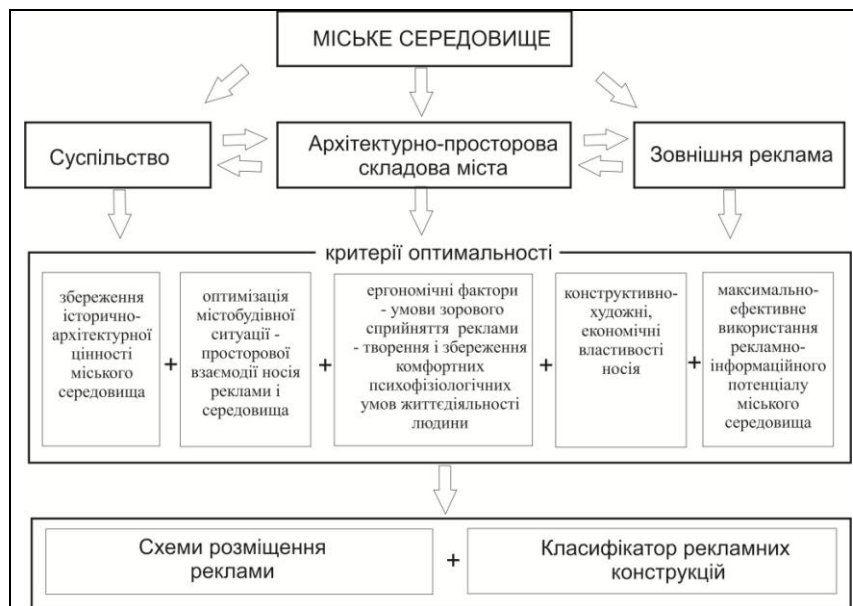 МІСЬКЕ СЕРЕДОВИЩЕ
Суспільство
Архітектурно-просторова
складова міста
Зовнішня реклама
критерії оптимальності
збереження
історично-
архітектурної
цінності
міського
середовища
+
оптимізація
містобудівної
ситуації -
просторової
взаємодії носія
реклами і
середовища
+
ергономічні фактори
- умови зорового
сприйняття реклами
- творення і збереження
комфортних
психофізіологічних
умов життєдіяльності
людини
+
конструктивно-
художні,
економічні
властивості
носія
+
максимально-
ефективне
використання
рекламно-
інформаційного
потенціалу
міського
середовища
Схеми розміщення
реклами
+
Класифікатор рекламних
конструкцій